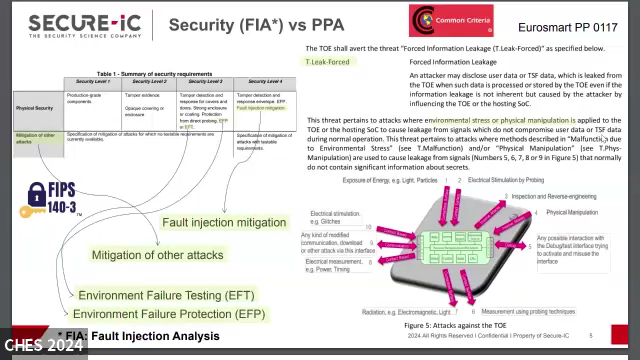 SECURE-IC
THE SECURITY SCIENCE COMPANY
Security (FIA*) vs PPA
Common Criteria
Eurosmart PP 0117
Table 1 - Summary of security requirements
Security Level 1
Security Level 2
Security Level 3
Security Level 4
Physical Security
Production-grade
components.
Tamper evidence.
Opaque covering or
enclosure
Tamper detection and
response for covers and
doors. Strong enclosure
or coating. Protection
from direct probing. EFP
or EFT.
Tamper detection and
response envelope. EFP.
Fault injection mitigation.
Mitigation of other
attacks
Specification of mitigation of attacks for which no testable requirements are
currently available.
Specification of mitigation of
attacks with testable
requirements.
FIPS
140-3
Fault injection mitigation
Mitigation of other attacks
Environment Failure Testing (EFT)
Environment Failure Protection (EFP)
* FIA: Fault Injection Analysis
CHES 2024
The TOE shall avert the threat "Forced Information Leakage (T.Leak-Forced)" as specified below.
T.Leak-Forced
Forced Information Leakage
An attacker may disclose user data or TSF data, which is leaked from
the TOE when such data is processed or stored by the TOE even if the
information leakage is not inherent but caused by the attacker by
influencing the TOE or the hosting SoC.
This threat pertains to attacks where environmental stress or physical manipulation is applied to
the TOE or the hosting SoC to cause leakage from signals which do not compromise user data or TSF data
during normal operation. This threat pertains to attacks where methods described in "Malfunction due
to Environmental Stress" (see T.Malfunction) and/or "Physical Manipulation" (see T.Phys-
Manipulation) are used to cause leakage from signals (Numbers 5, 6, 7, 8 or 9 in Figure 5) that normally
do not contain significant information about secrets.
Exposure of Energy, e.g. Light, Particles
1
2
Electrical Stimulation by Probing
3
Inspection and Reverse-engineering
4
Physical Manipulation
Electrical stimulation.
e.g. Glitches
10
Any kind of modified
communication, download
or other attack via this interface
9
Electrical measurement,
e.g. Power, Timing
8
5
Any possible interaction
with the Debug/test interface trying
to activate and misuse the
interface
Radiation, e.g. Electromagnetic, Light
7
6
Measurement using probing techniques
Figure 5: Attacks against the TOE
2024 All Rights Reserved I Confidential I Property of Secure-IC
5